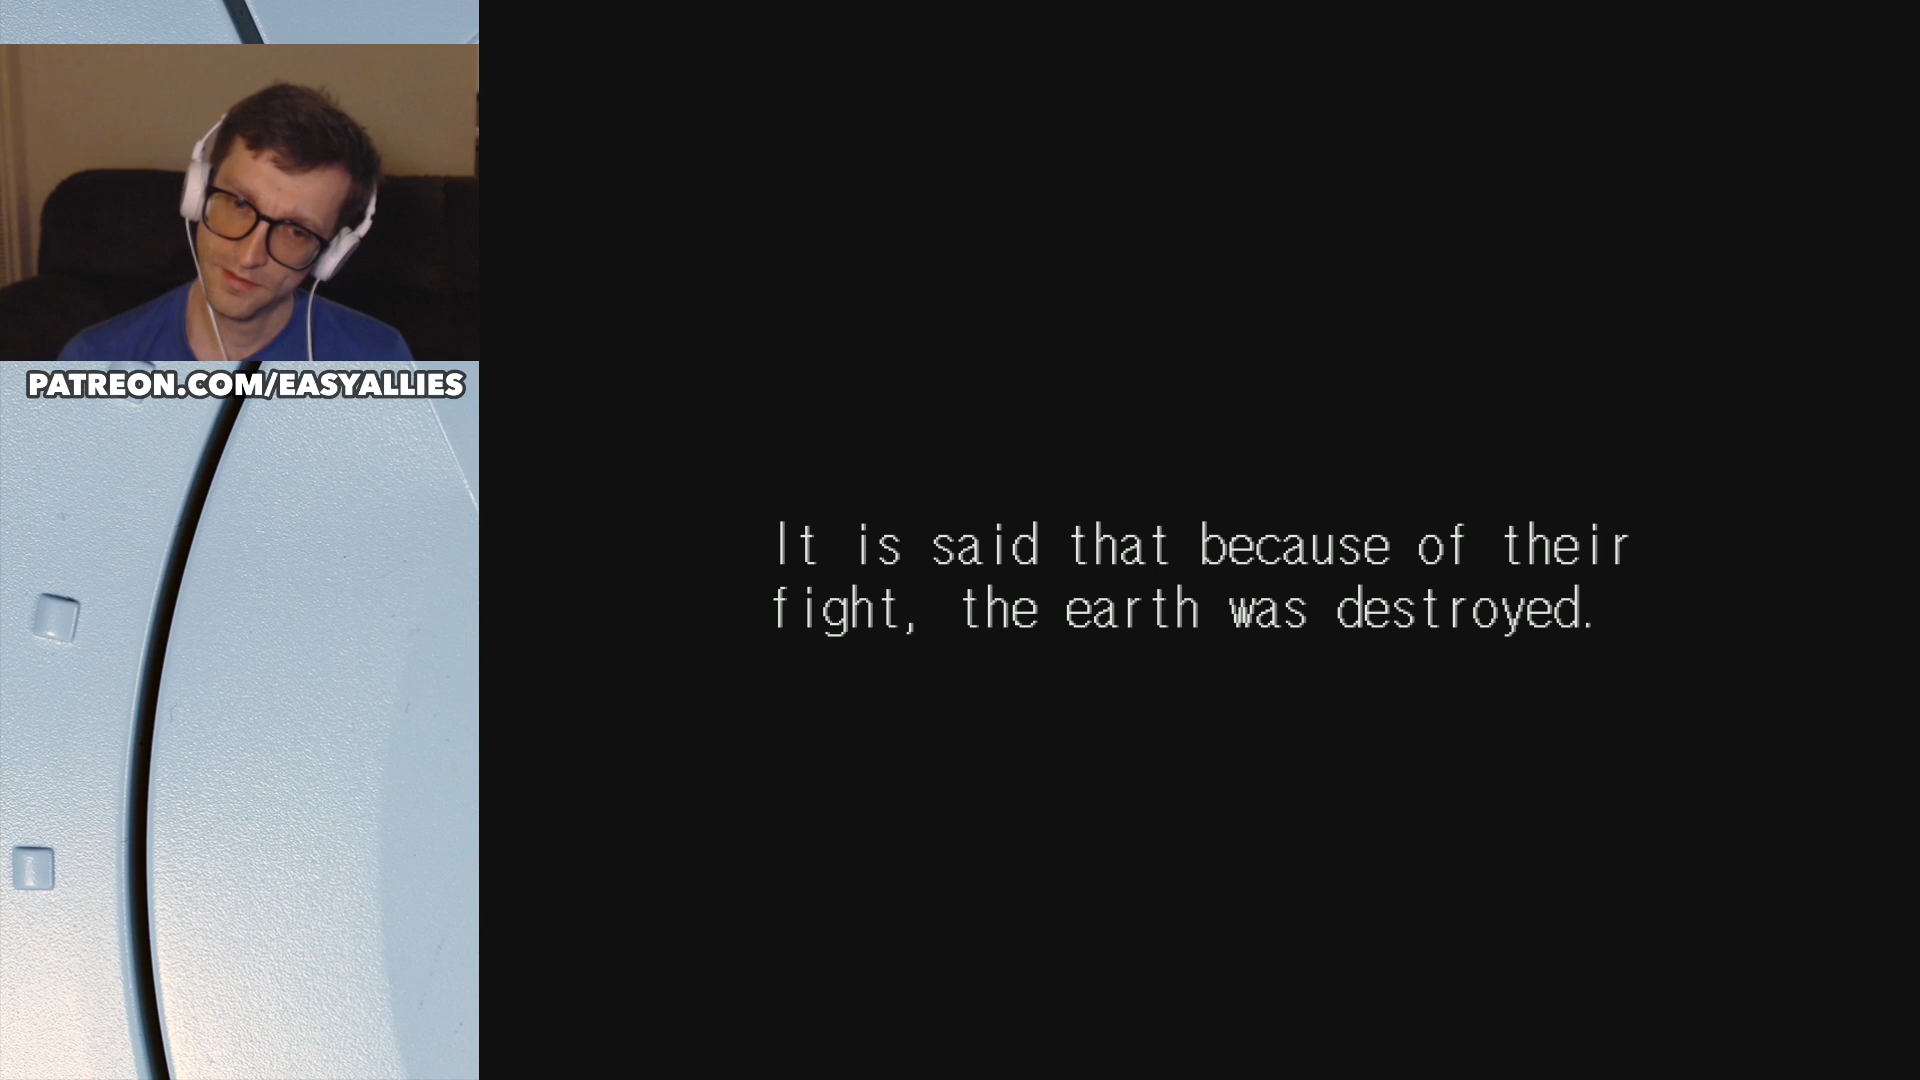 PATREON.COM/EASYALLIES
It is said that because of their
fight, the earth was destroyed.